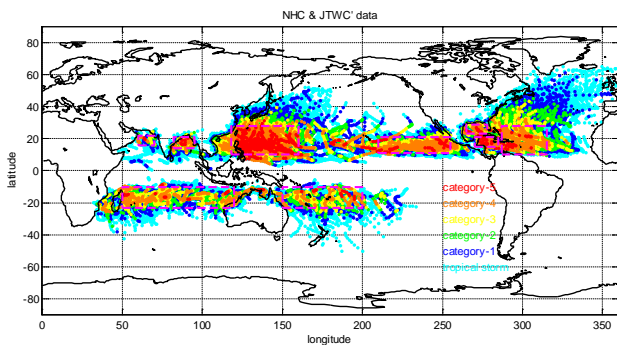 NHC & JTWC' data
80
60
40
20
0
-20
-40
-60
-80
latitude
category-5
category-4
category-3
category-2
category-1
tropical storm
0 50 100 150 200 250 300 350
longitude